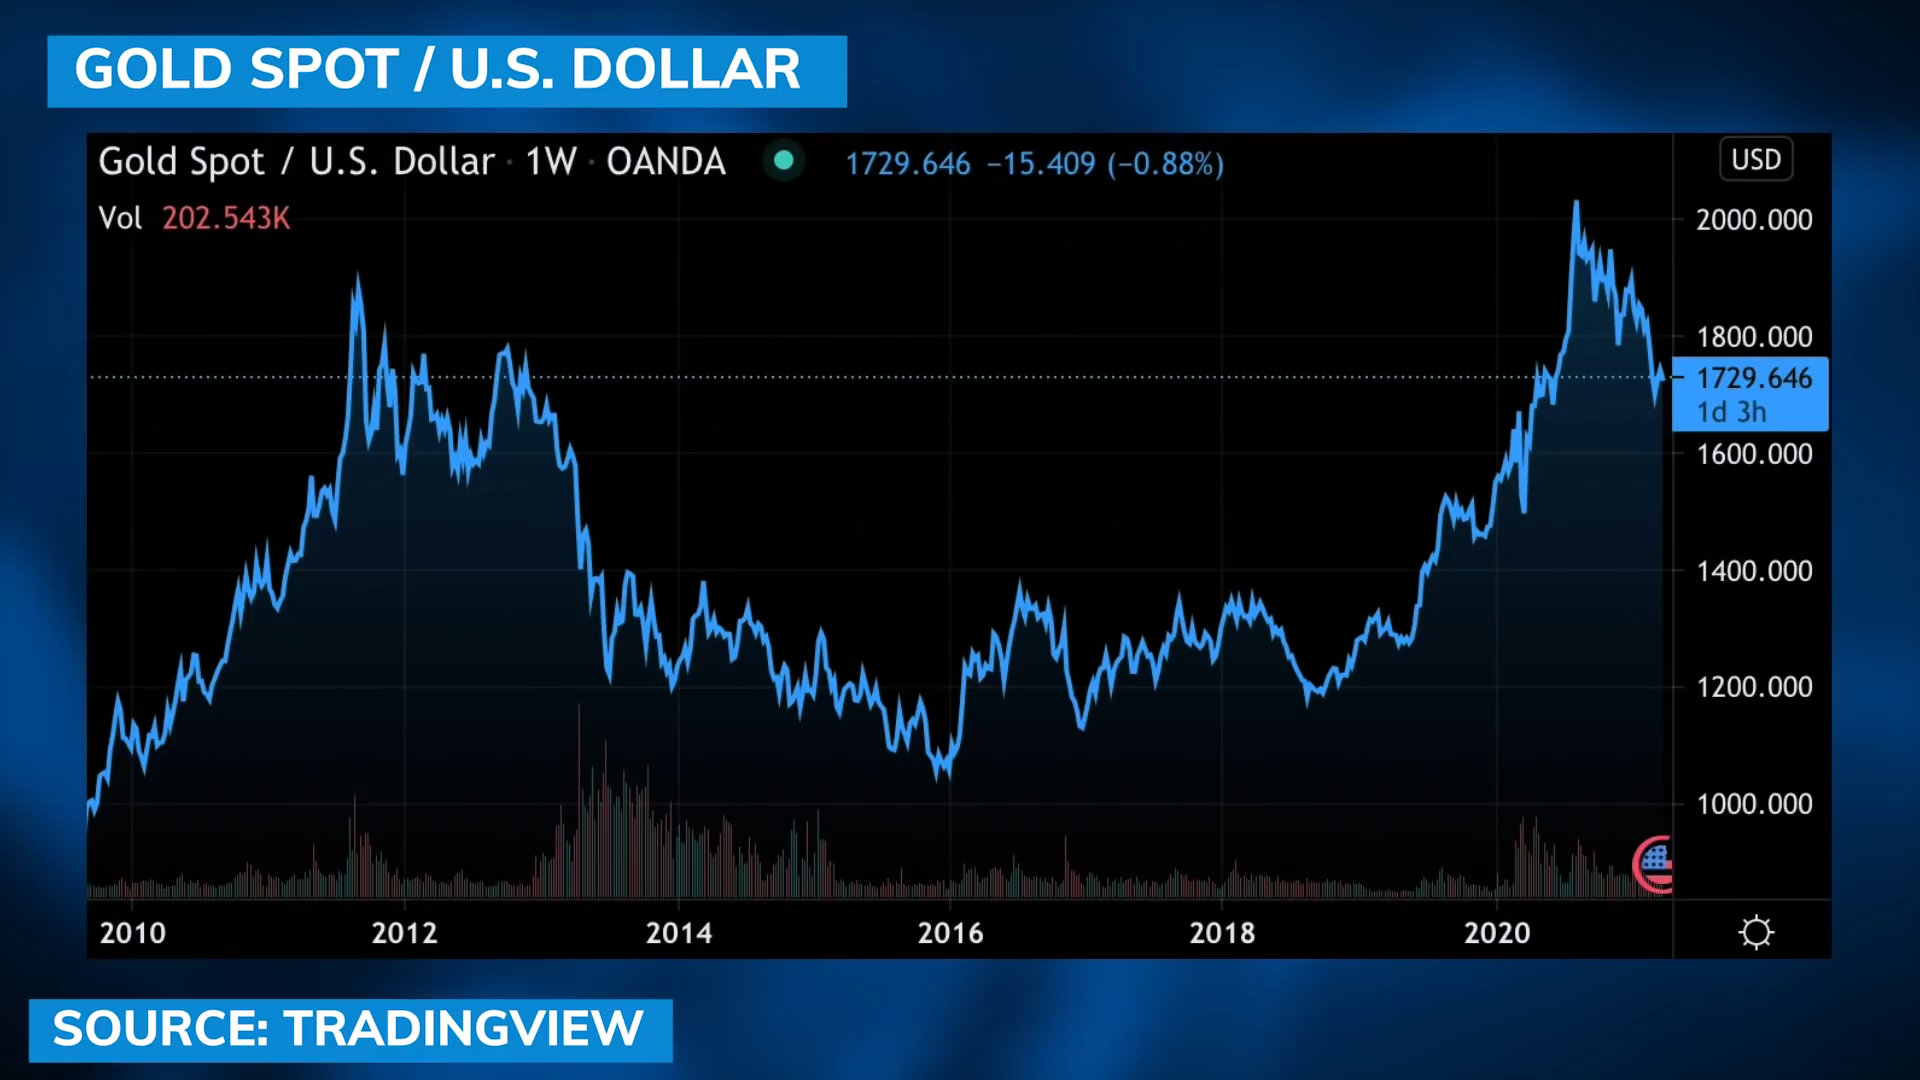 GOLD SPOT / U.S. DOLLAR
Gold Spot / U.S. Dollar · 1W · OANDA 1729.646 −15.409 (−0.88%)
USD
Vol 202.543K
2000.000
1800.000
1729.646
1d 3h
1600.000
1400.000
1200.000
1000.000
2010 2012 2014 2016 2018 2020
SOURCE: TRADINGVIEW